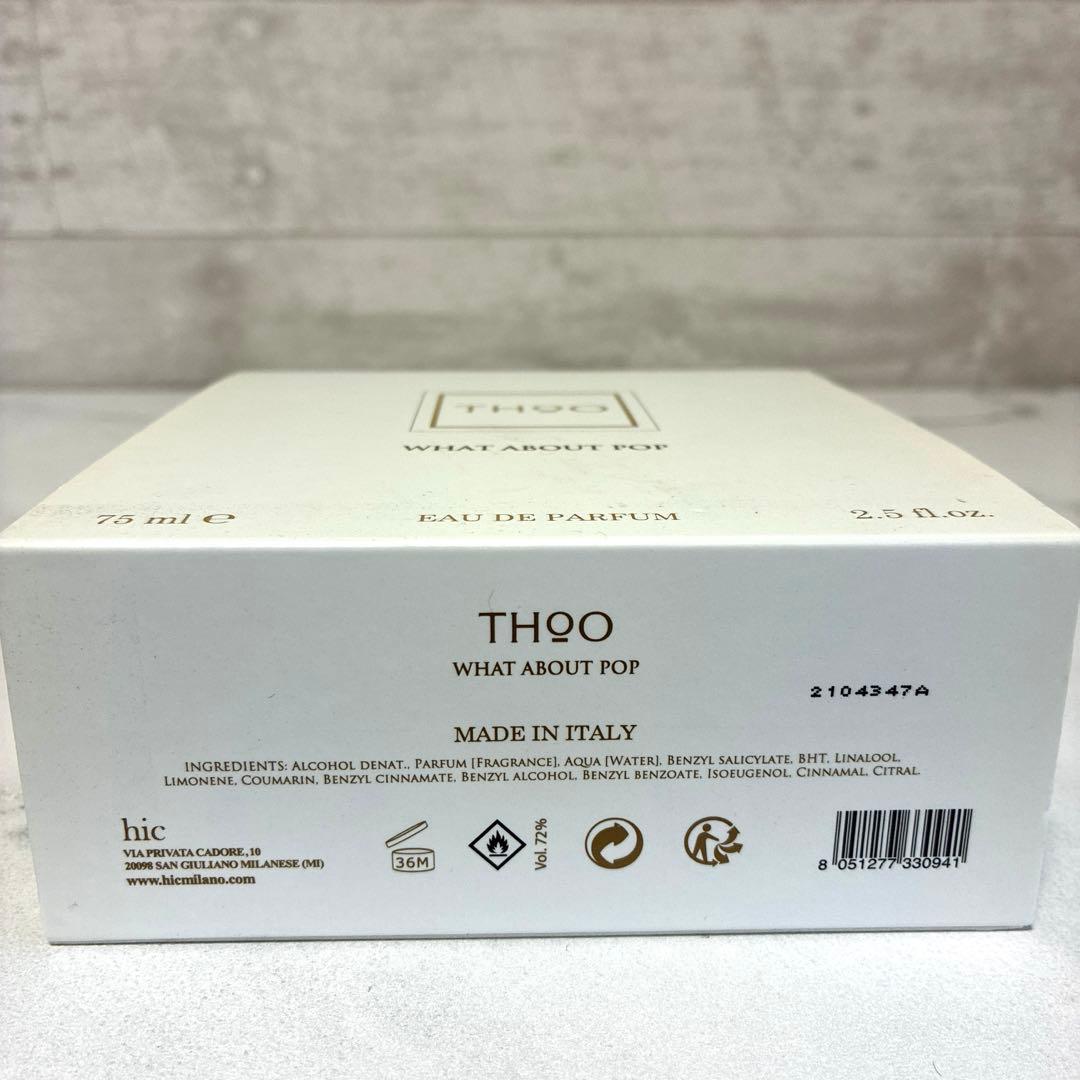 THOO
WHAT ABOUT POP
75 ml ℮ EAU DE PARFUM 2.5 fl.oz.
THOO
WHAT ABOUT POP
2104347A
MADE IN ITALY
INGREDIENTS: ALCOHOL DENAT., PARFUM [FRAGRANCE], AQUA [WATER], BENZYL SALICYLATE, BHT, LINALOOL,
LIMONENE, COUMARIN, BENZYL CINNAMATE, BENZYL ALCOHOL, BENZYL BENZOATE, ISOEUGENOL, CINNAMAL, CITRAL.
hic
VIA PRIVATA CADORE, 10
20098 SAN GIULIANO MILANESE (MI)
www.hicmilano.com
36M
Vol. 72%
8 051277 330941